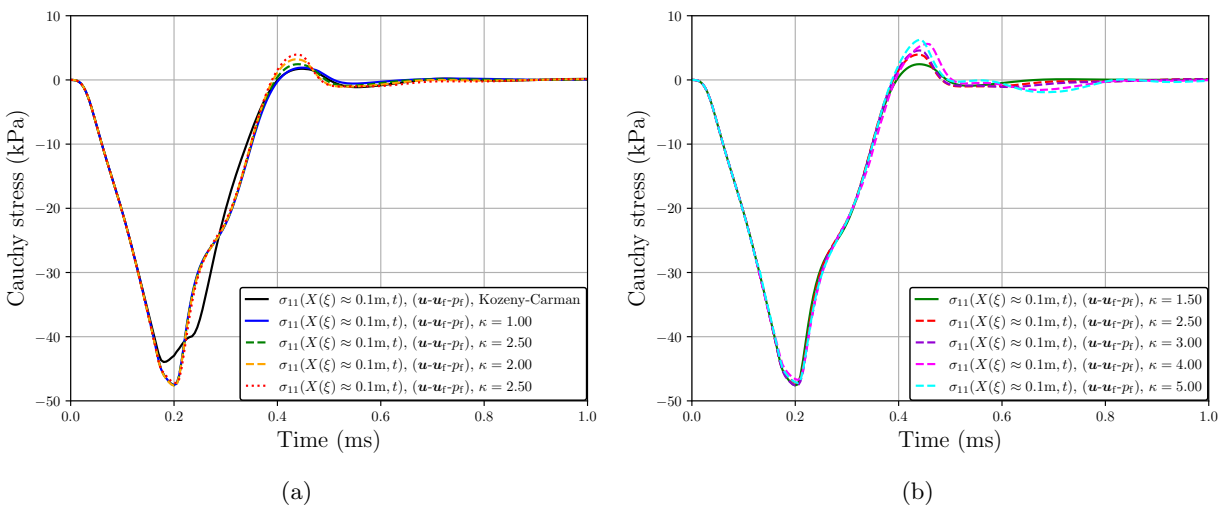 10
0
−10
−20
−30
−40
−50
Cauchy stress (kPa)
0.0 0.2 0.4 0.6 0.8 1.0
Time (ms)
σ11(X(ξ) ≈ 0.1m, t), (u-uf-pf), Kozeny-Carman
σ11(X(ξ) ≈ 0.1m, t), (u-uf-pf), κ = 1.00
σ11(X(ξ) ≈ 0.1m, t), (u-uf-pf), κ = 2.50
σ11(X(ξ) ≈ 0.1m, t), (u-uf-pf), κ = 2.00
σ11(X(ξ) ≈ 0.1m, t), (u-uf-pf), κ = 2.50
(a)
10
0
−10
−20
−30
−40
−50
Cauchy stress (kPa)
0.0 0.2 0.4 0.6 0.8 1.0
Time (ms)
σ11(X(ξ) ≈ 0.1m, t), (u-uf-pf), κ = 1.50
σ11(X(ξ) ≈ 0.1m, t), (u-uf-pf), κ = 2.50
σ11(X(ξ) ≈ 0.1m, t), (u-uf-pf), κ = 3.00
σ11(X(ξ) ≈ 0.1m, t), (u-uf-pf), κ = 4.00
σ11(X(ξ) ≈ 0.1m, t), (u-uf-pf), κ = 5.00
(b)